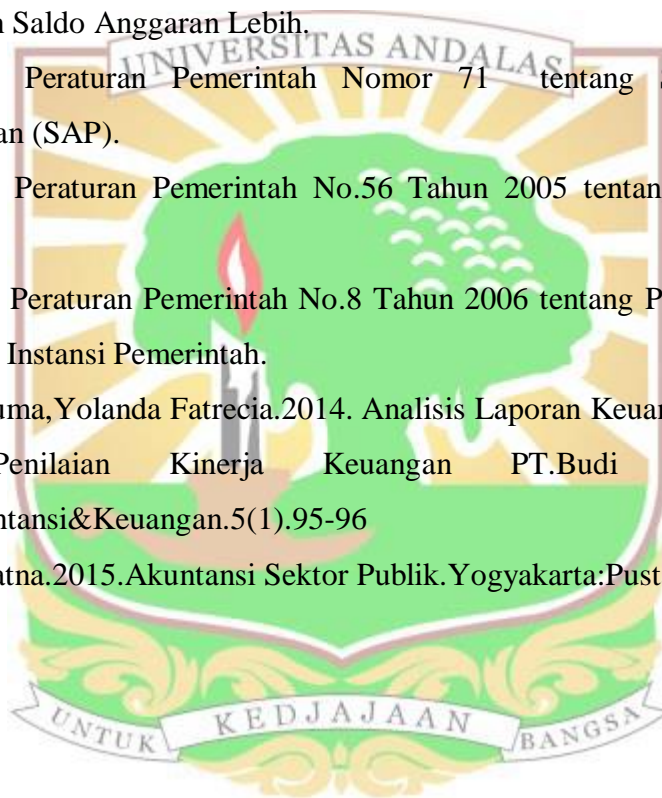 n Saldo Anggaran Lebih.
UNIVERSITAS ANDALAS
Peraturan Pemerintah Nomor 71 tentang
an (SAP).
Peraturan Pemerintah No.56 Tahun 2005 tentan
Peraturan Pemerintah No.8 Tahun 2006 tentang P
Instansi Pemerintah.
uma,Yolanda Fatrecia.2014. Analisis Laporan Keuan
Penilaian Kinerja Keuangan PT.Budi
ntansi&Keuangan.5(1).95-96
atna.2015.Akuntansi Sektor Publik.Yogyakarta:Pust
UNTUK KEDJAJAAN BANGSA